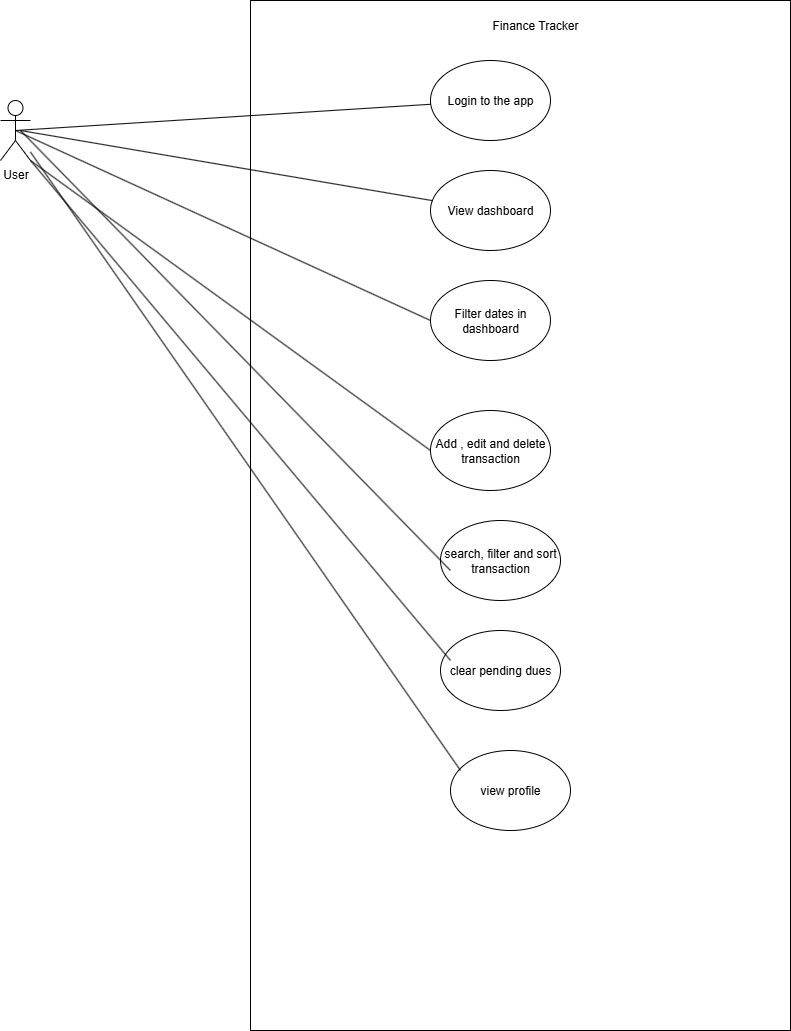 Finance Tracker
Login to the app
User
View dashboard
Filter dates in
dashboard
Add , edit and delete
transaction
search, filter and sort
transaction
clear pending dues
view profile